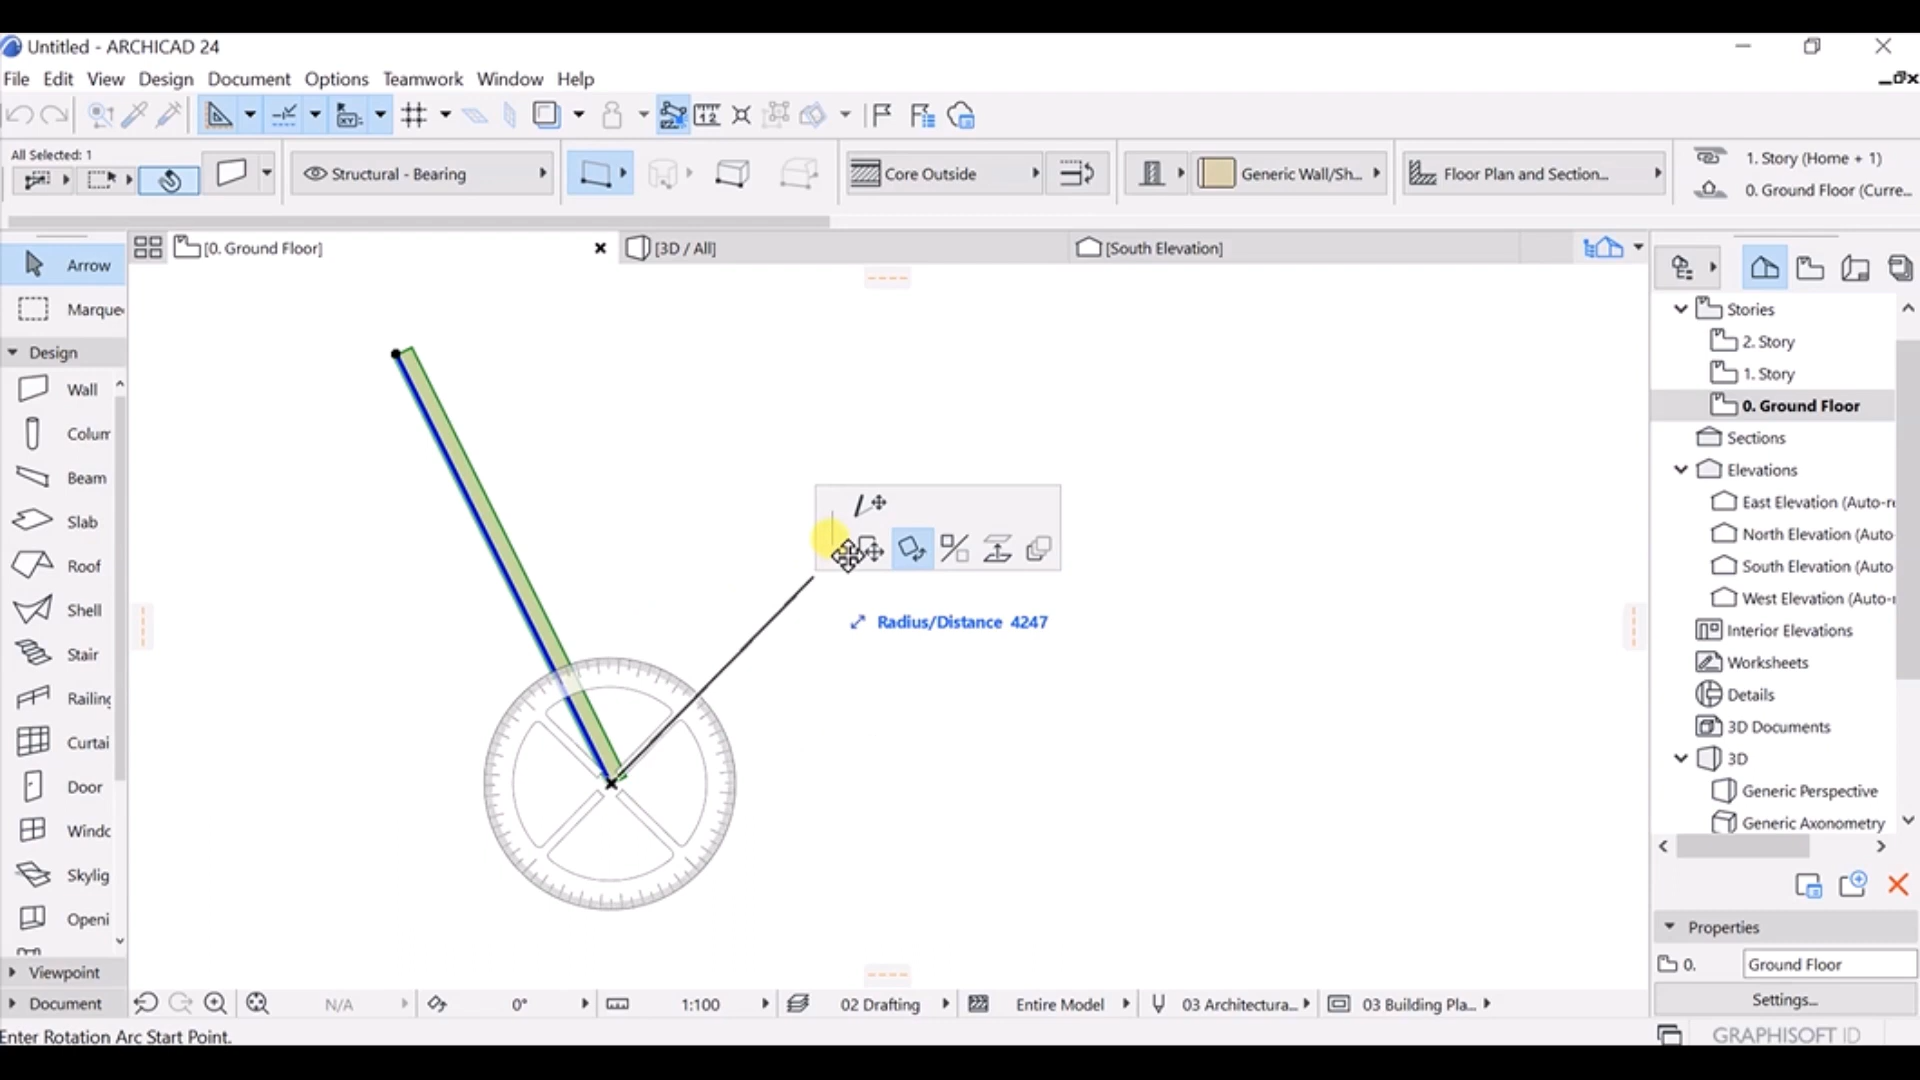 Untitled - ARCHICAD 24
File Edit View Design Document Options Teamwork Window Help
All Selected: 1
Structural - Bearing
Core Outside
Generic Wall/Sh...
Floor Plan and Section...
1. Story (Home + 1)
0. Ground Floor (Curre...
[0. Ground Floor]
[3D / All]
[South Elevation]
Arrow
Marque
Design
Wall
Colum
Beam
Slab
Roof
Shell
Stair
Railing
Curtai
Door
Windo
Skylig
Openi
Viewpoint
Document
Radius/Distance 4247
Stories
2. Story
1. Story
0. Ground Floor
Sections
Elevations
East Elevation (Auto-re
North Elevation (Auto
South Elevation (Auto
West Elevation (Auto-r
Interior Elevations
Worksheets
Details
3D Documents
3D
Generic Perspective
Generic Axonometry
Properties
0. Ground Floor
Settings...
N/A 0° 1:100 02 Drafting Entire Model 03 Architectura... 03 Building Pla...
Enter Rotation Arc Start Point.
GRAPHISOFT ID